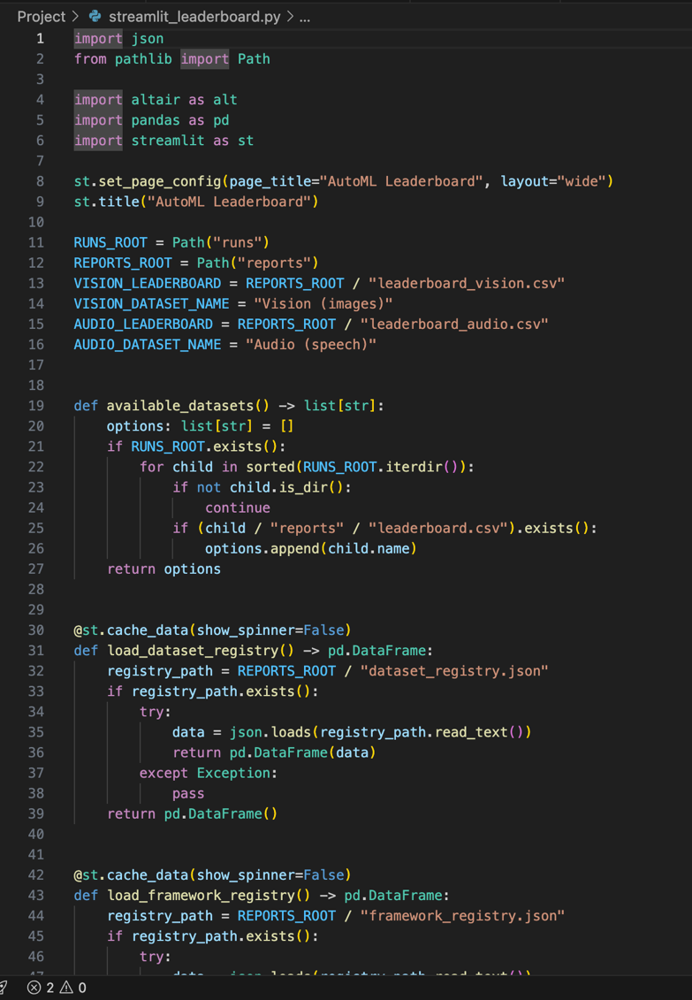 Project > streamlit_leaderboard.py > ...
1 import json
2 from pathlib import Path
3
4 import altair as alt
5 import pandas as pd
6 import streamlit as st
7
8 st.set_page_config(page_title="AutoML Leaderboard", layout="wide")
9 st.title("AutoML Leaderboard")
10
11 RUNS_ROOT = Path("runs")
12 REPORTS_ROOT = Path("reports")
13 VISION_LEADERBOARD = REPORTS_ROOT / "leaderboard_vision.csv"
14 VISION_DATASET_NAME = "Vision (images)"
15 AUDIO_LEADERBOARD = REPORTS_ROOT / "leaderboard_audio.csv"
16 AUDIO_DATASET_NAME = "Audio (speech)"
17
18
19 def available_datasets() -> list[str]:
20     options: list[str] = []
21     if RUNS_ROOT.exists():
22         for child in sorted(RUNS_ROOT.iterdir()):
23             if not child.is_dir():
24                 continue
25             if (child / "reports" / "leaderboard.csv").exists():
26                 options.append(child.name)
27     return options
28
29
30 @st.cache_data(show_spinner=False)
31 def load_dataset_registry() -> pd.DataFrame:
32     registry_path = REPORTS_ROOT / "dataset_registry.json"
33     if registry_path.exists():
34         try:
35             data = json.loads(registry_path.read_text())
36             return pd.DataFrame(data)
37         except Exception:
38             pass
39     return pd.DataFrame()
40
41
42 @st.cache_data(show_spinner=False)
43 def load_framework_registry() -> pd.DataFrame:
44     registry_path = REPORTS_ROOT / "framework_registry.json"
45     if registry_path.exists():
46         try:
2 0